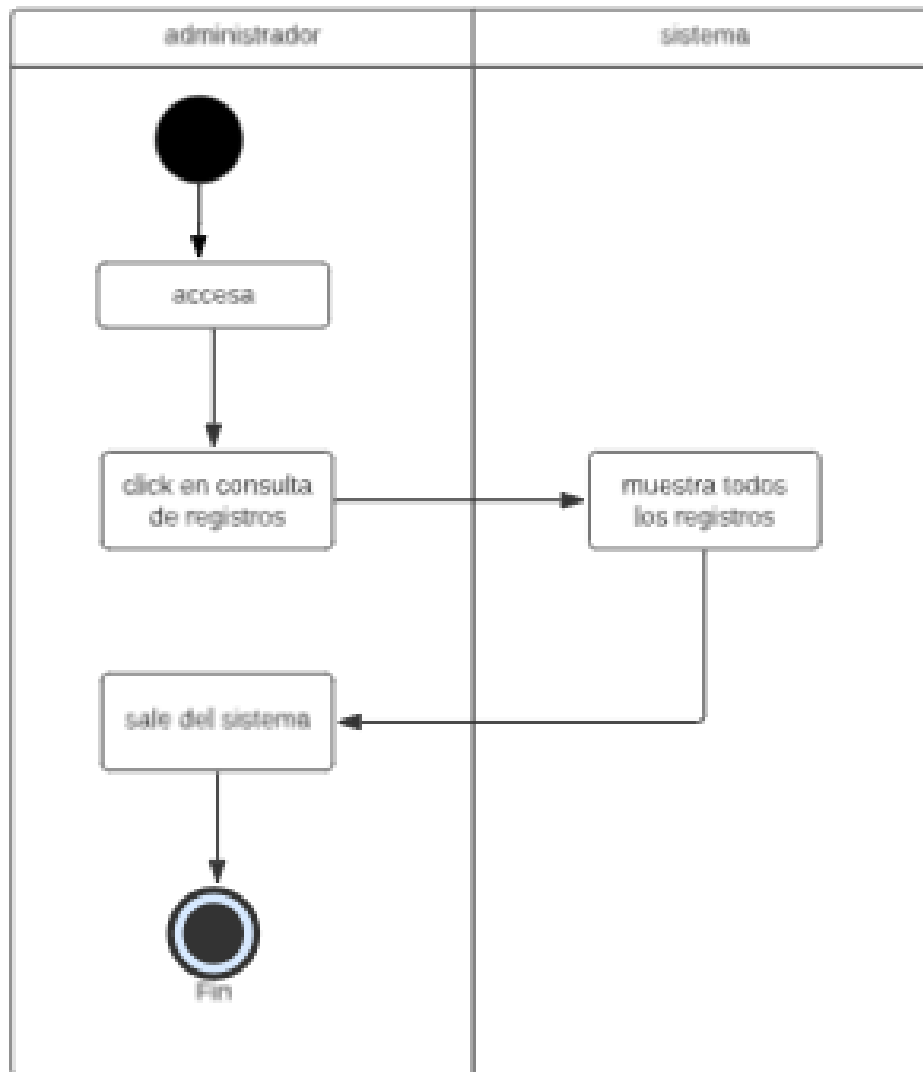 administrador
sistema
accesa
click en consulta
de registros
muestra todos
los registros
sale del sistema
Fin